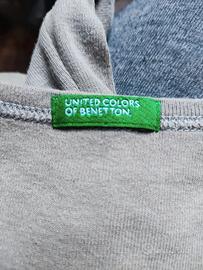 UNITED COLORS
OF BENETTON.